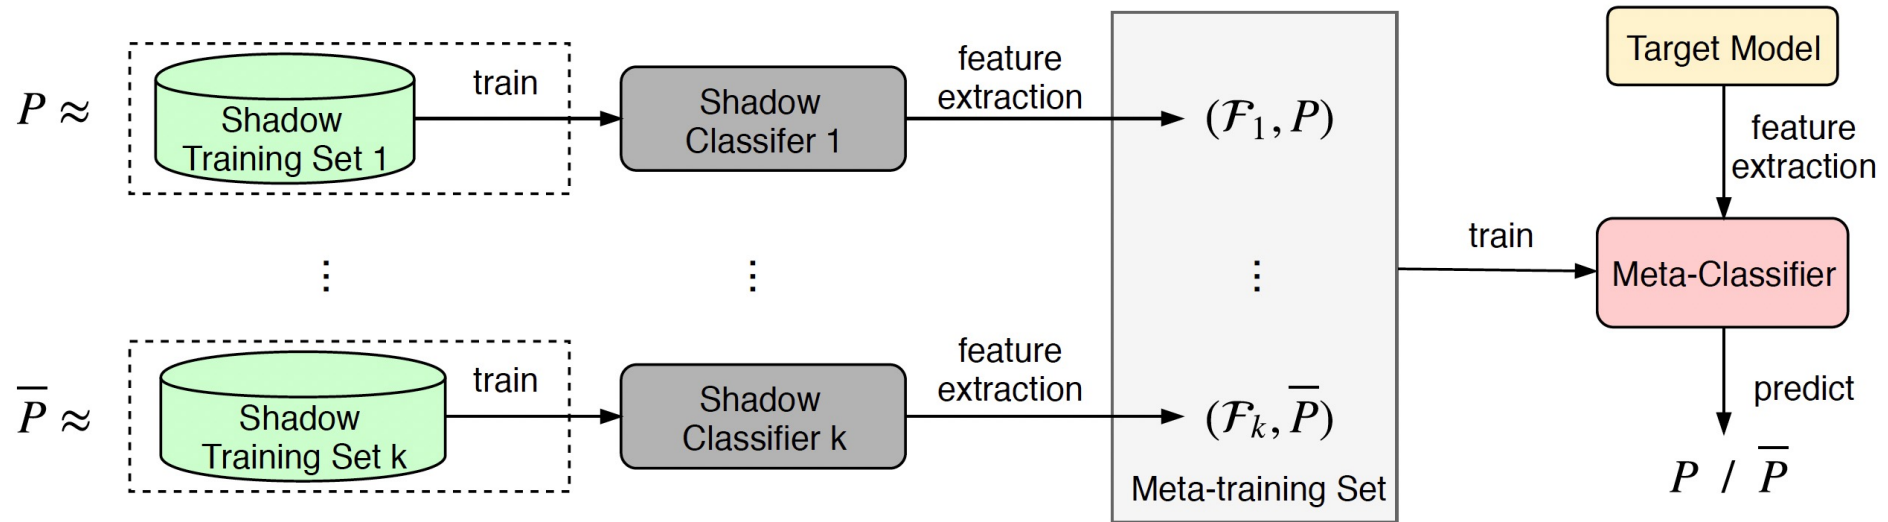 P ≈
Shadow
Training Set 1
train
Shadow
Classifer 1
feature
extraction
(ℱ₁, P)
Target Model
feature
extraction
⋮
⋮
⋮
train
Meta-Classifier
P̅ ≈
Shadow
Training Set k
train
Shadow
Classifier k
feature
extraction
(ℱₖ, P̅)
Meta-training Set
predict
P / P̅